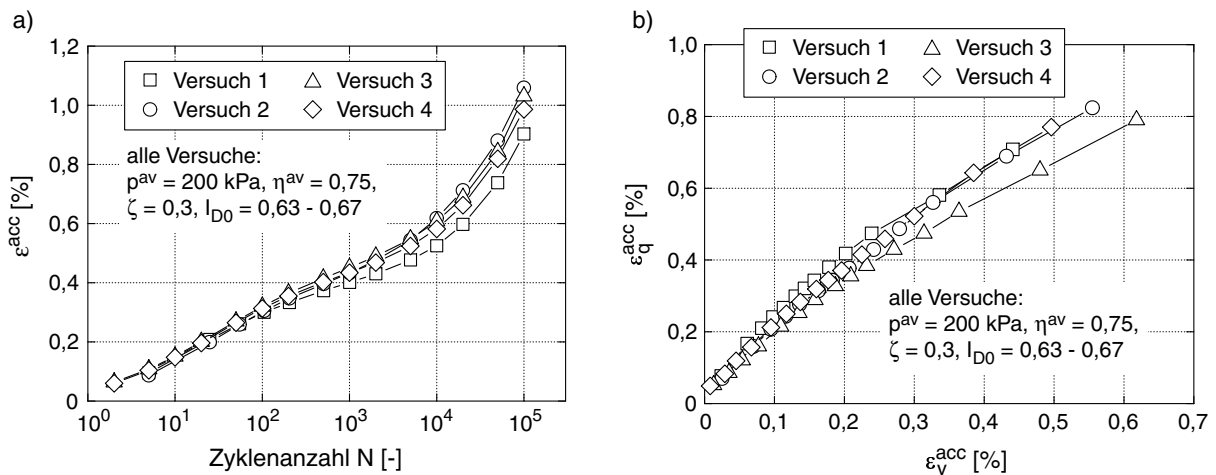 a)
ε^acc [%]
1,2
1,0
0,8
0,6
0,4
0,2
0
Versuch 1
Versuch 2
Versuch 3
Versuch 4
alle Versuche:
p^av = 200 kPa, η^av = 0,75,
ζ = 0,3, I_D0 = 0,63 - 0,67
10^0 10^1 10^2 10^3 10^4 10^5
Zyklenanzahl N [-]
b)
ε_q^acc [%]
1,0
0,8
0,6
0,4
0,2
0
Versuch 1
Versuch 2
Versuch 3
Versuch 4
alle Versuche:
p^av = 200 kPa, η^av = 0,75,
ζ = 0,3, I_D0 = 0,63 - 0,67
0 0,1 0,2 0,3 0,4 0,5 0,6 0,7
ε_v^acc [%]